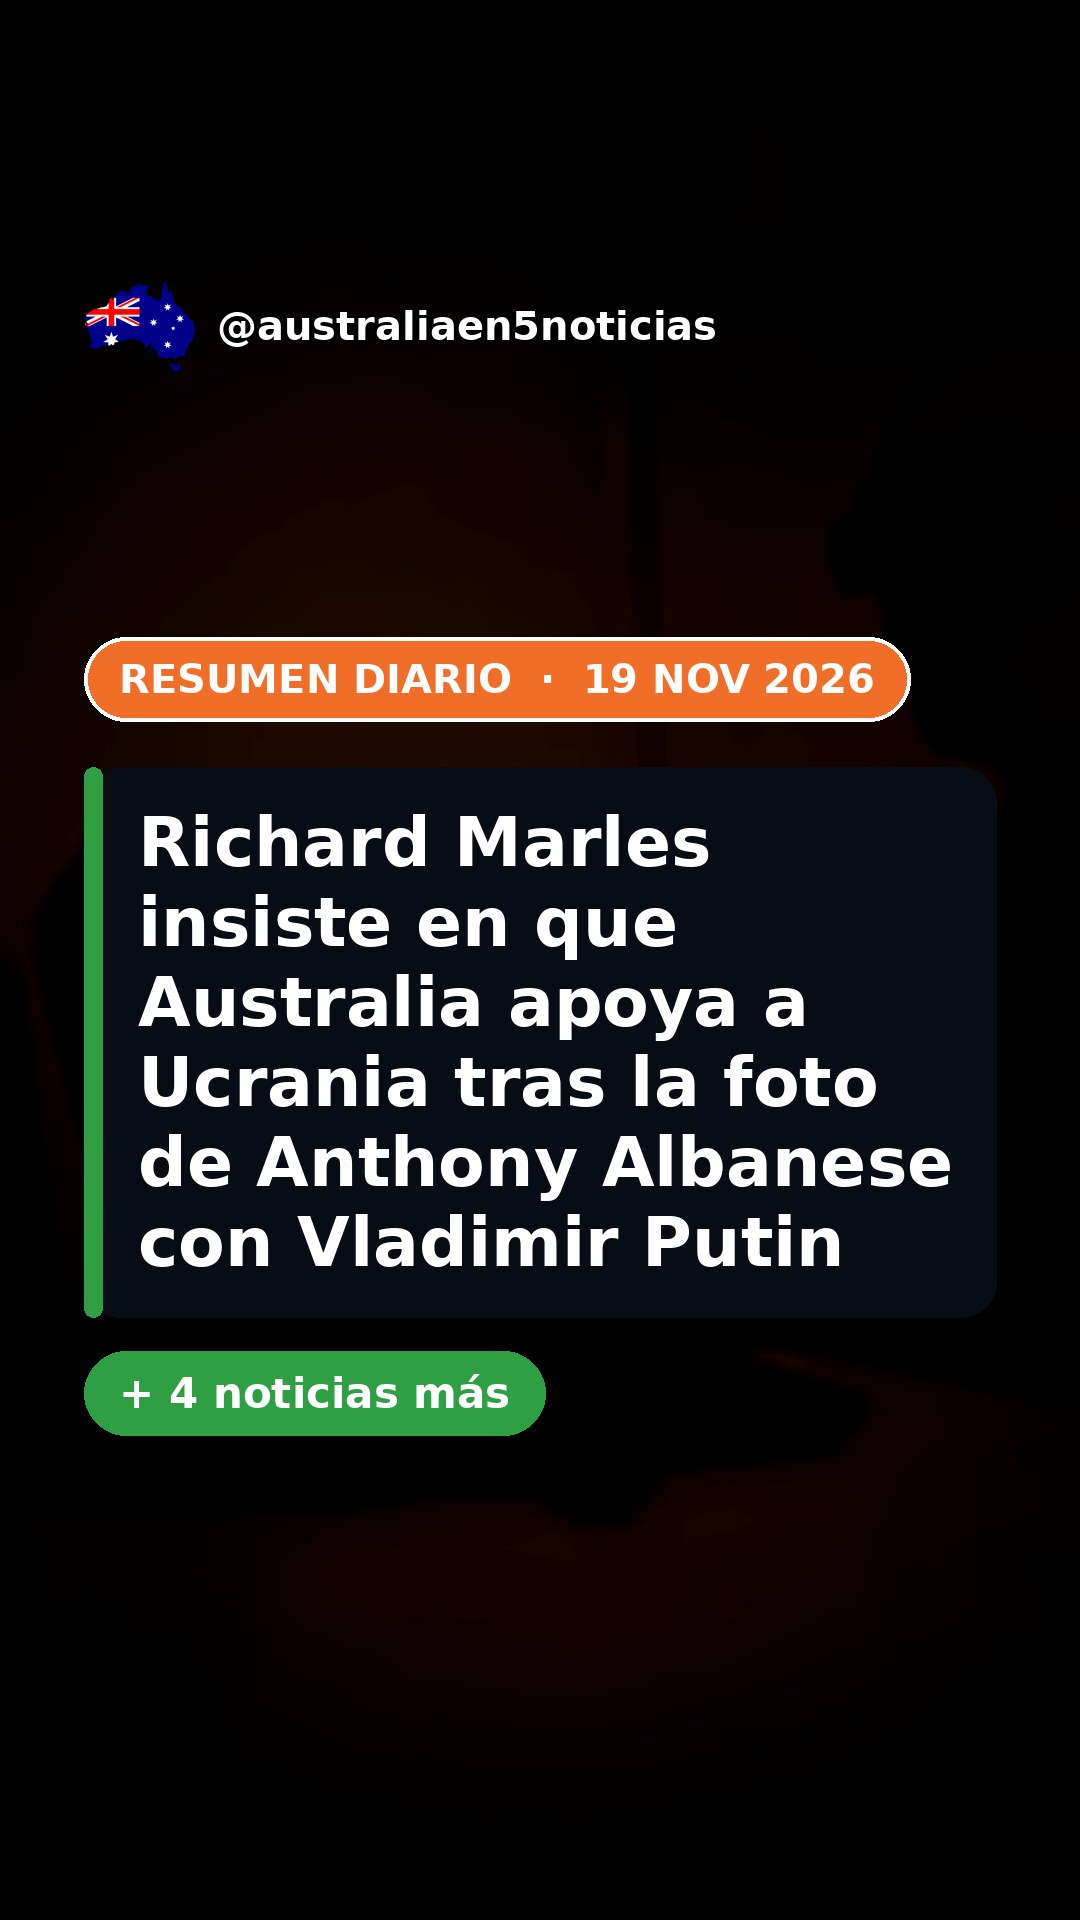 @australiaen5noticias
RESUMEN DIARIO · 19 NOV 2026
Richard Marles
insiste en que
Australia apoya a
Ucrania tras la foto
de Anthony Albanese
con Vladimir Putin
+ 4 noticias más